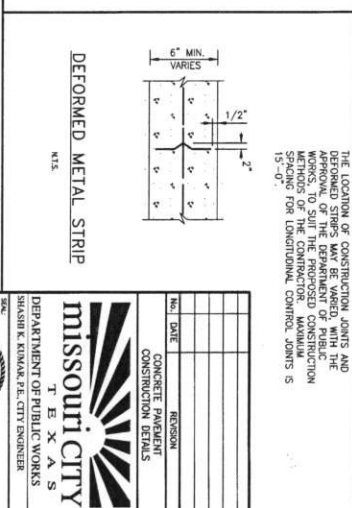 THE LOCATION OF CONSTRUCTION JOINTS AND
DEFORMED STRIPS MAY BE VARIED, WITH THE
APPROVAL OF THE DEPARTMENT OF PUBLIC
WORKS, TO SUIT THE PROPOSED CONSTRUCTION
METHODS OF THE CONTRACTOR. MAXIMUM
SPACING FOR LONGITUDINAL CONTROL JOINTS IS
15'-0".
6" MIN.
VARIES
1/2"
2"
DEFORMED METAL STRIP
N.T.S.
No. DATE REVISION
CONCRETE PAVEMENT
CONSTRUCTION DETAILS
missouri CITY
TEXAS
DEPARTMENT OF PUBLIC WORKS
SHASHI K. KUMAR, P.E., CITY ENGINEER
SEAL: